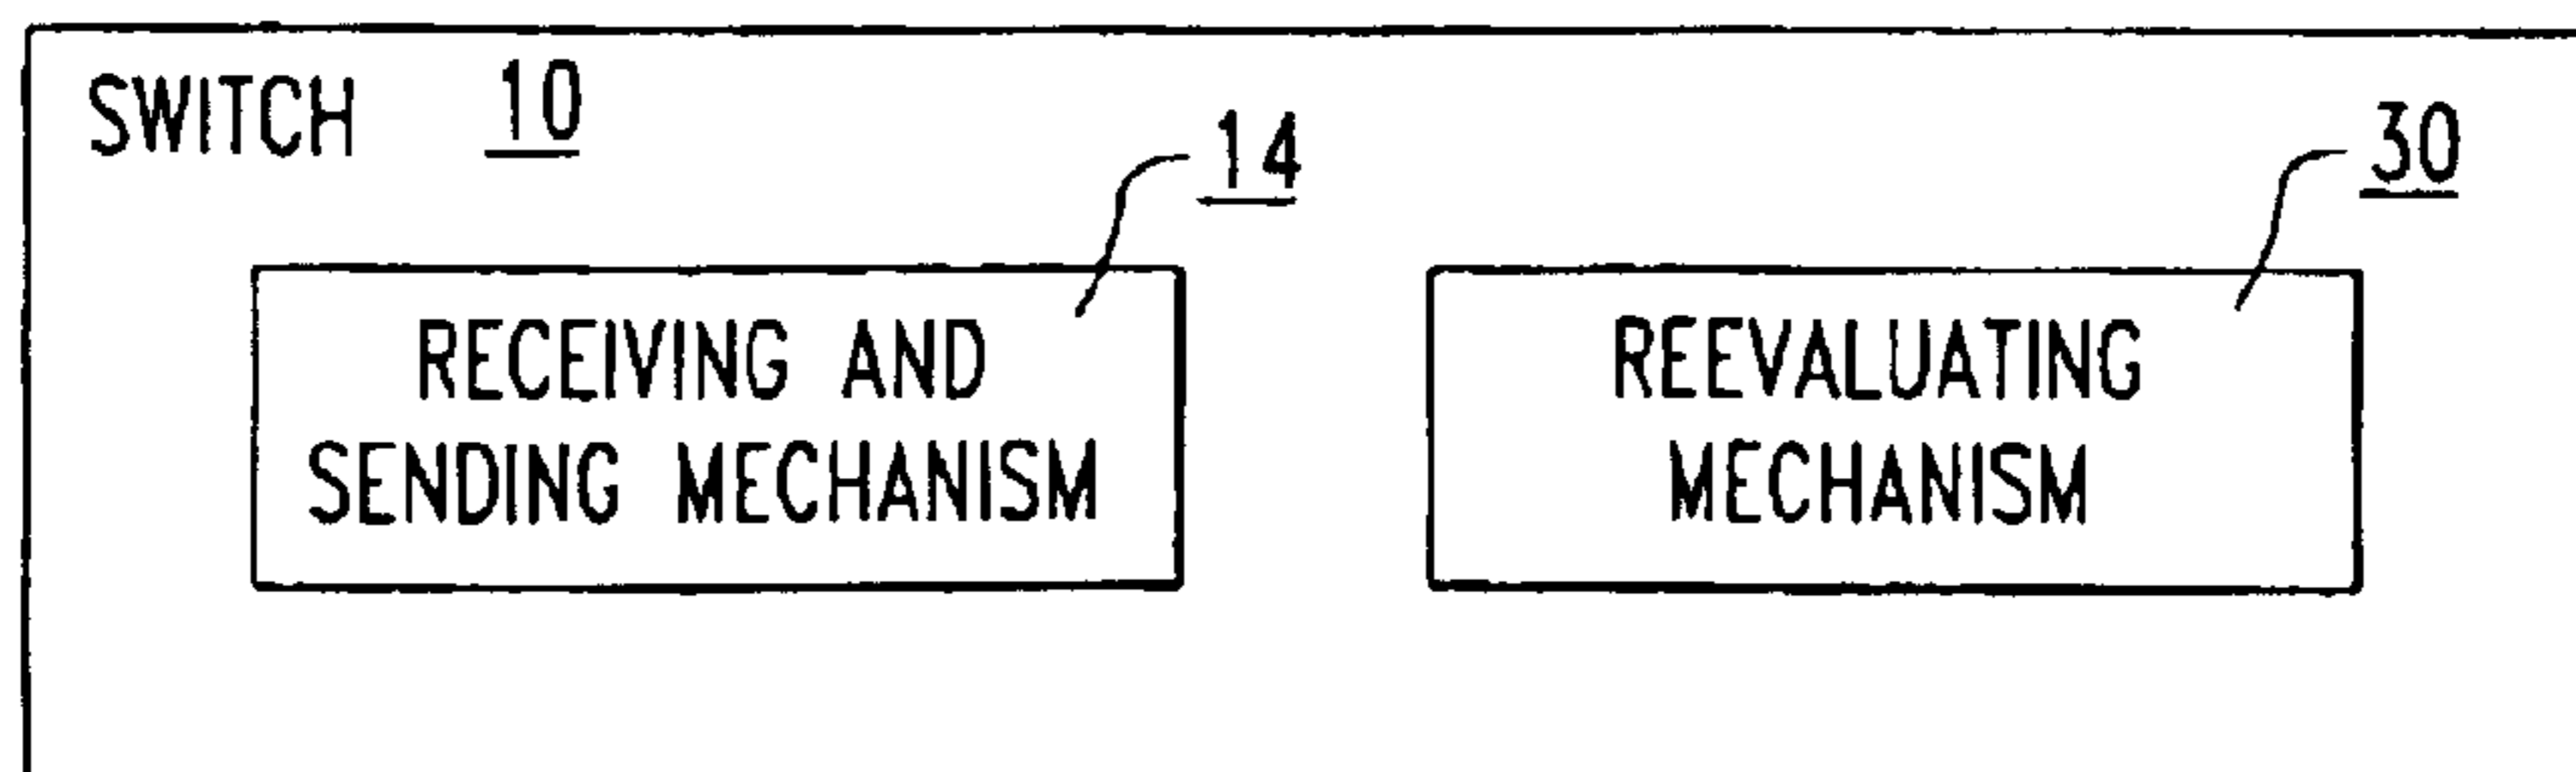 SWITCH 10
14
30
RECEIVING AND
SENDING MECHANISM
REEVALUATING
MECHANISM